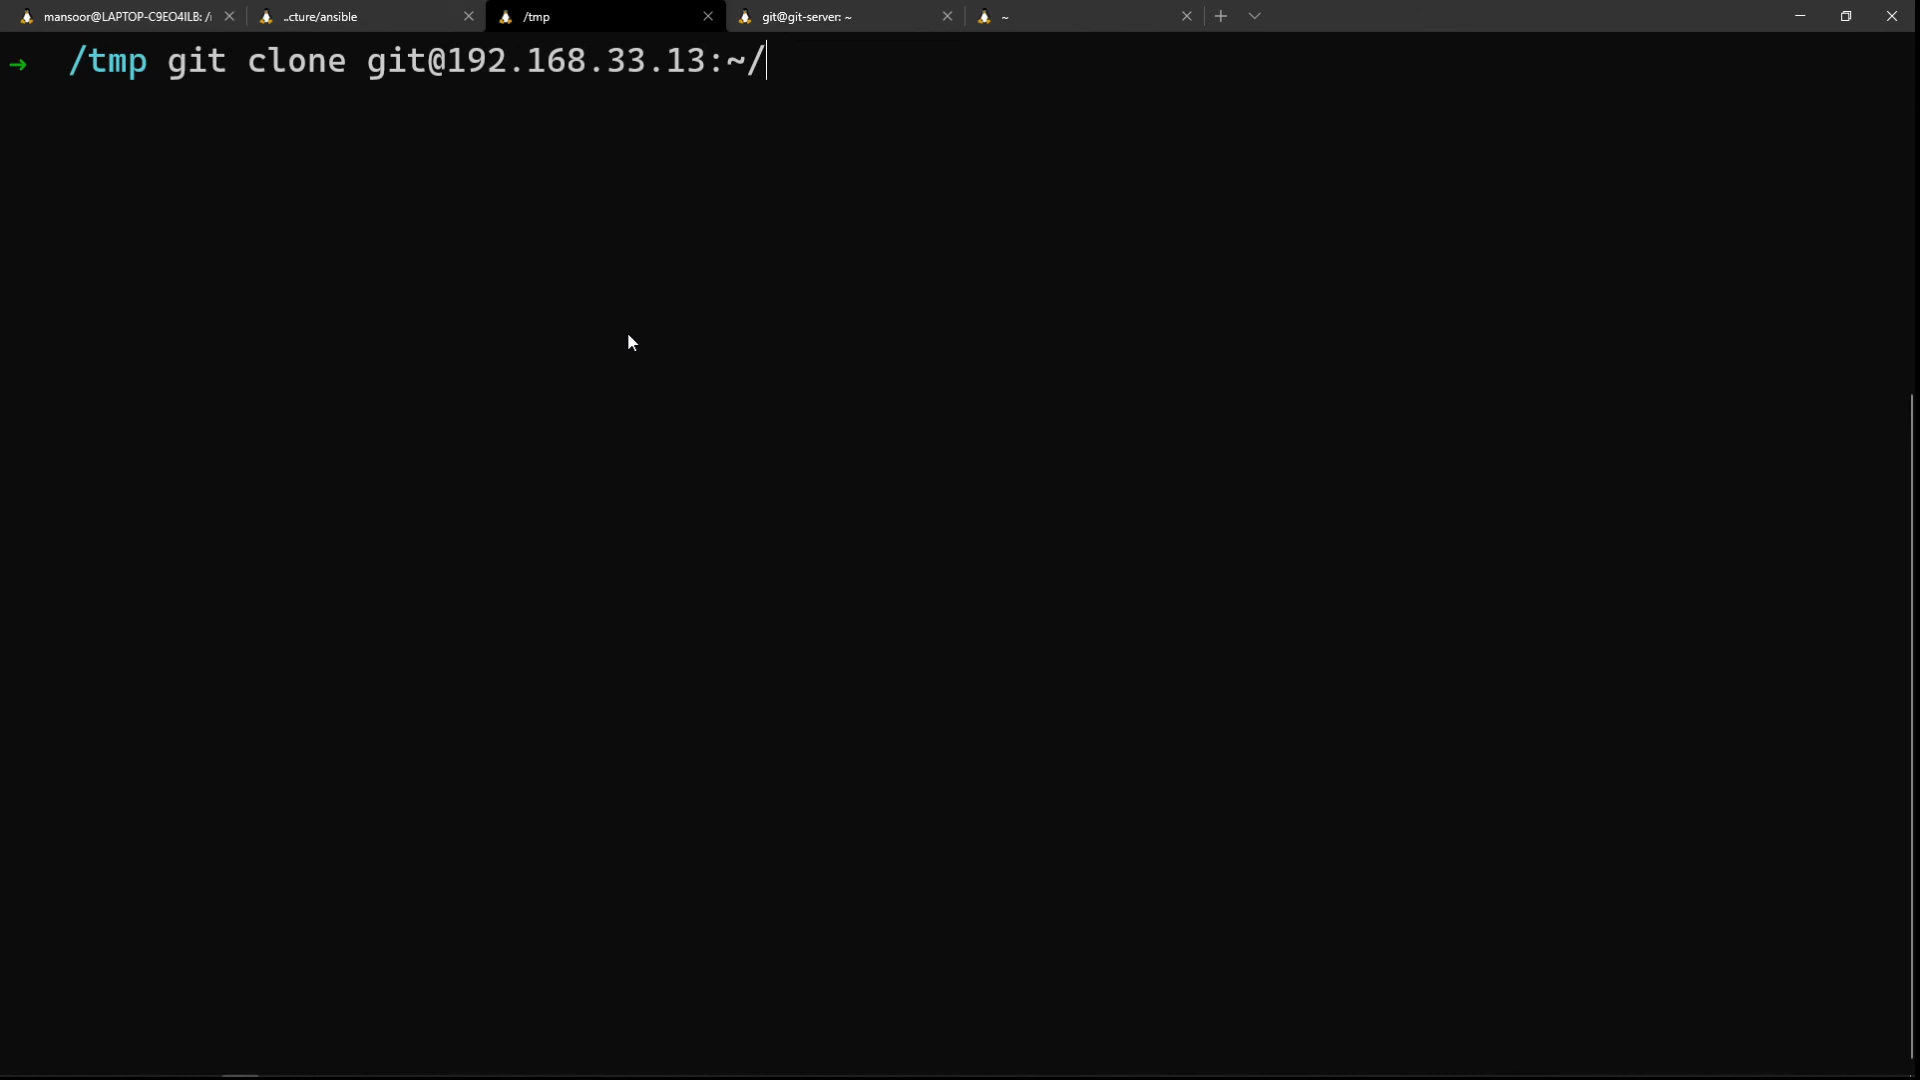 mansoor@LAPTOP-C9EO4ILB: /
..cture/ansible
/tmp
git@git-server: ~
~
→ /tmp git clone git@192.168.33.13:~/